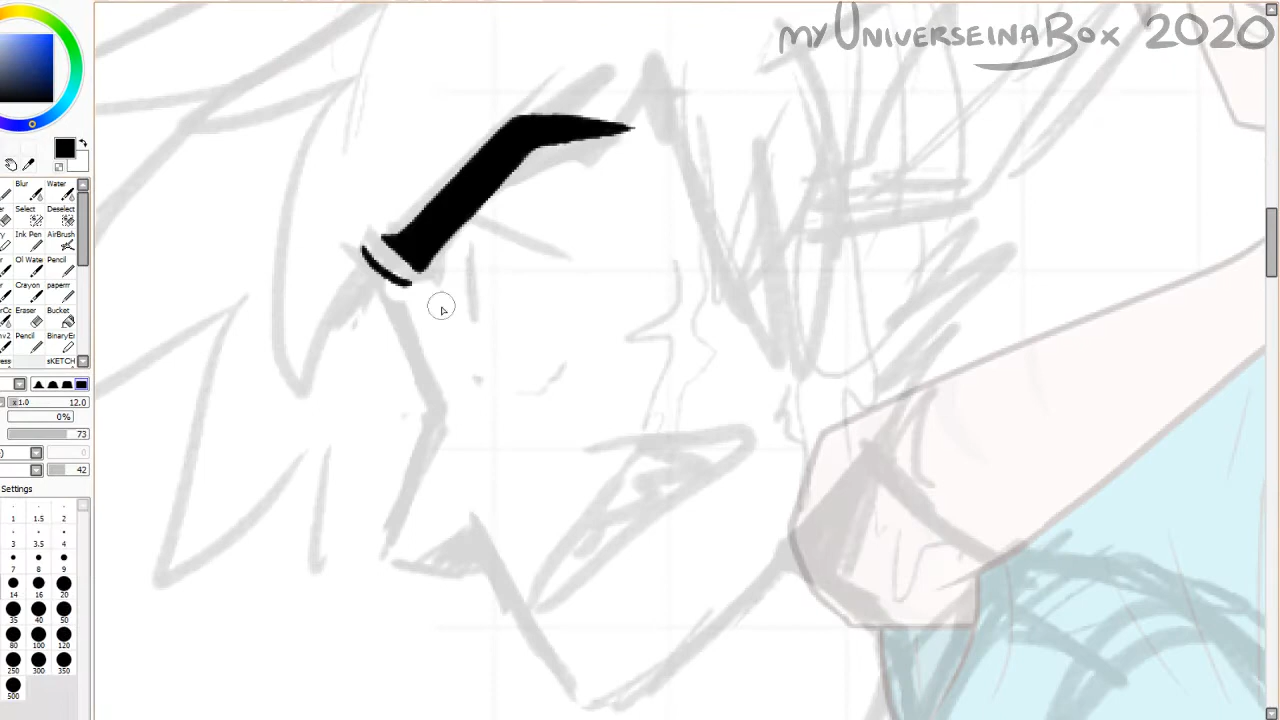 myUniverseinaBox 2020
Blur Water
Select Deselect
Ink Pen AirBrush
Oil Water Pencil
Crayon paperrr
Eraser Bucket
Pencil BinaryEr
sKETCH
x1.0 12.0
0%
73
0
42
Settings
1 1.5 2
3 3.5 4
7 8 9
14 16 20
35 40 50
80 100 120
250 300 350
500